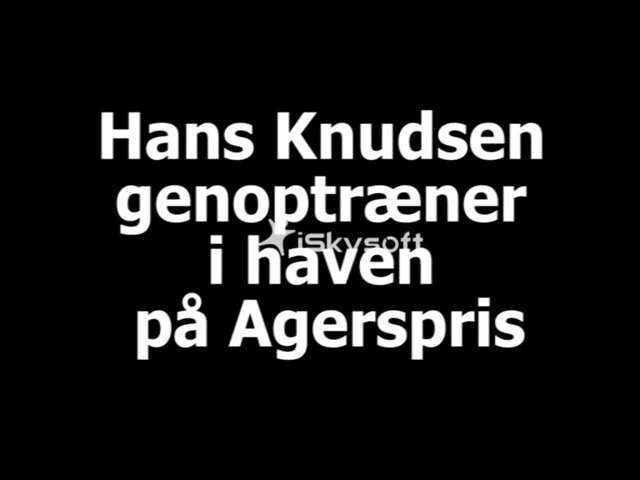 Hans Knudsen
genoptræner
iSkysoft
i haven
på Agerspris